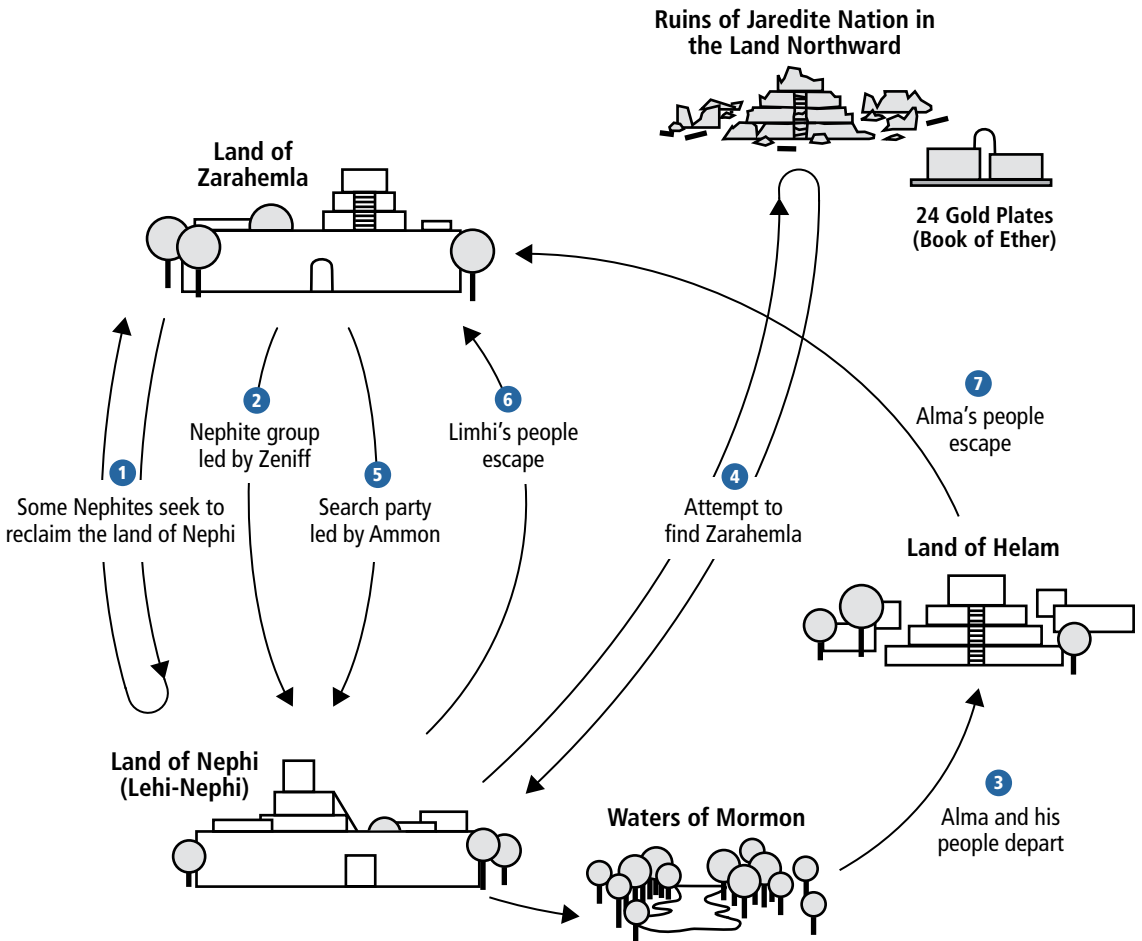 Ruins of Jaredite Nation in
the Land Northward
24 Gold Plates
(Book of Ether)
Land of
Zarahemla
1
Some Nephites seek to
reclaim the land of Nephi
2
Nephite group
led by Zeniff
5
Search party
led by Ammon
6
Limhi's people
escape
4
Attempt to
find Zarahemla
7
Alma's people
escape
Land of Helam
Land of Nephi
(Lehi-Nephi)
Waters of Mormon
3
Alma and his
people depart